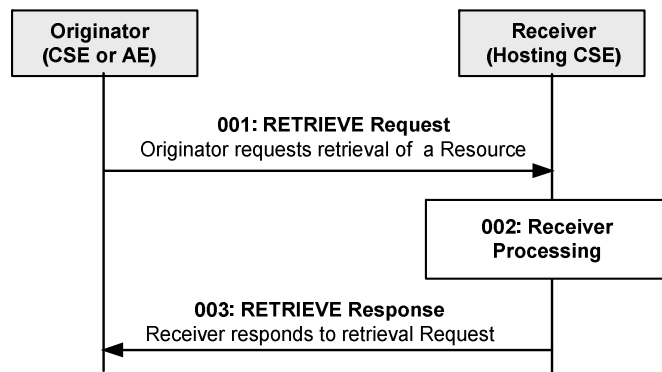 Originator
(CSE or AE)
Receiver
(Hosting CSE)
001: RETRIEVE Request
Originator requests retrieval of a Resource
002: Receiver
Processing
003: RETRIEVE Response
Receiver responds to retrieval Request